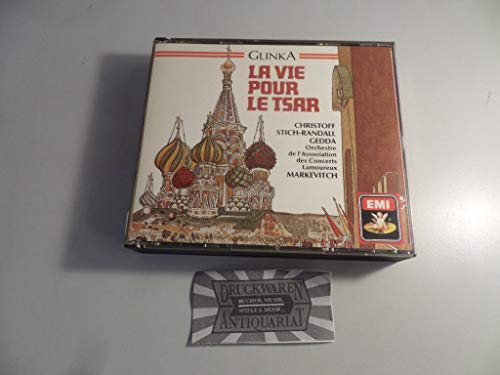 GLINKA
LA VIE
POUR
LE TSAR
CHRISTOFF
STICH-RANDALL
GEDDA
Orchestre
de l'Association
des Concerts
Lamoureux
MARKEVITCH
EMI
DRUCKWAREN
BÜCHER, MUSIK,
SPIELE & MEHR...
ANTIQUARIAT